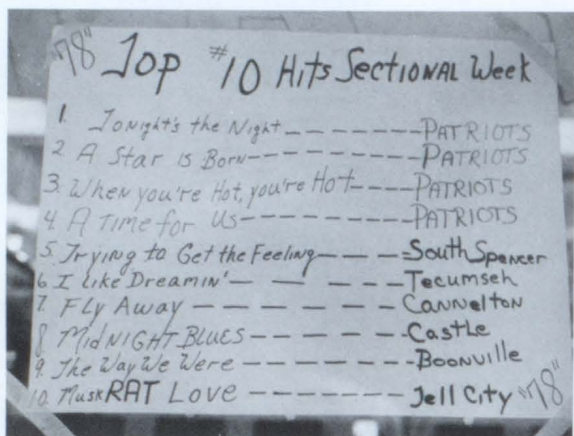 "78" Top #10 Hits Sectional Week
1. Tonight's the Night - - - - - - - PATRIOTS
2 A Star is Born - - - - - - - - - PATRIOTS
3. When you're Hot, you're Hot - - - - PATRIOTS
4. A Time for Us - - - - - - - - - PATRIOTS
5. Trying to Get the Feeling - - - - South Spencer
6 I Like Dreamin' - - - - - - Tecumseh
7. Fly Away - - - - - - - Cannelton
8. Midnight Blues - - - - - - Castle
9. The Way We Were - - - - - - Boonville
10. MuskRAT Love - - - - - - - Jell City "78"